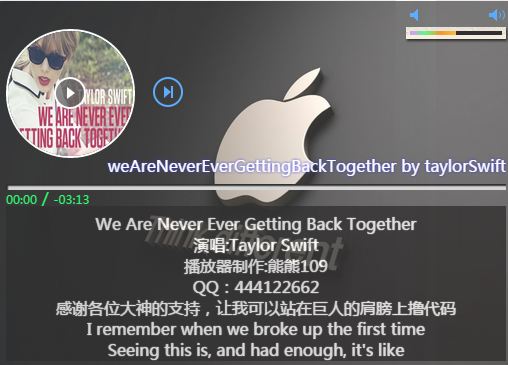 TAYLOR SWIFT
WE ARE NEVER EVER
GETTING BACK TOGETHER
weAreNeverEverGettingBackTogether by taylorSwift
00:00 / -03:13
Think different
We Are Never Ever Getting Back Together
演唱:Taylor Swift
播放器制作:熊熊109
QQ：444122662
感谢各位大神的支持，让我可以站在巨人的肩膀上撸代码
I remember when we broke up the first time
Seeing this is, and had enough, it's like